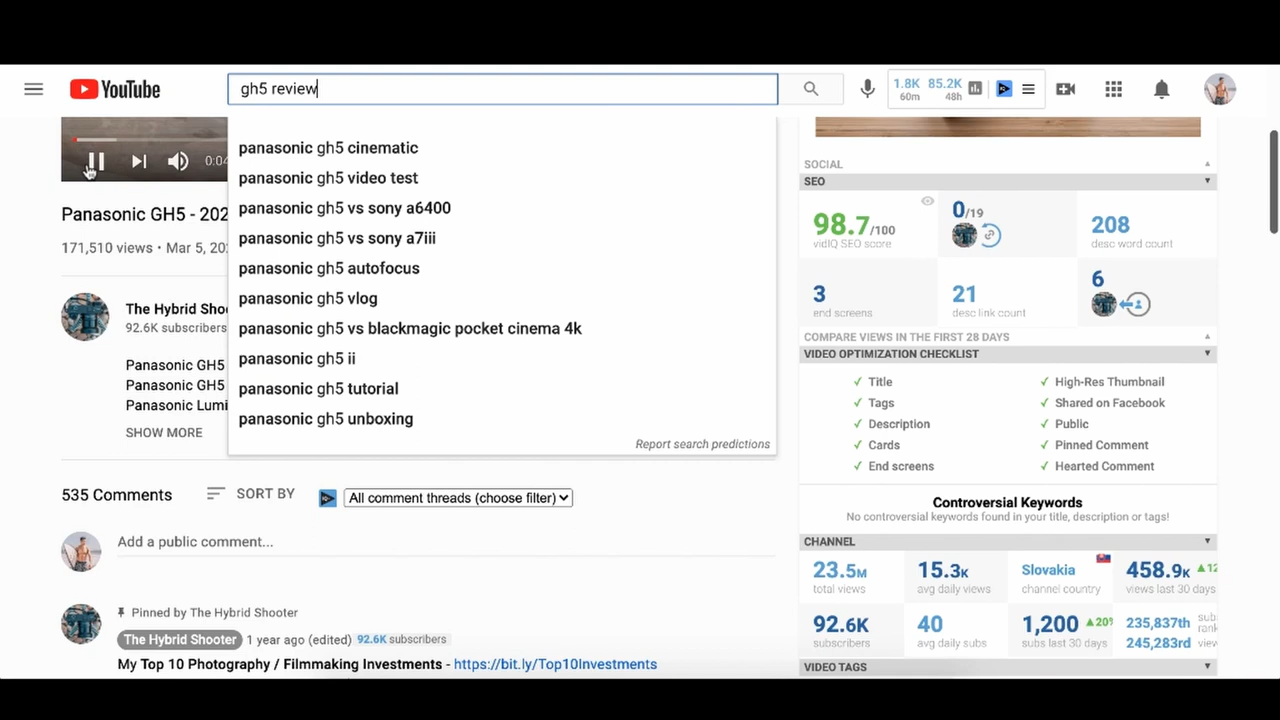 YouTube
gh5 review
1.8K 85.2K
60m 48h
panasonic gh5 cinematic
panasonic gh5 video test
panasonic gh5 vs sony a6400
panasonic gh5 vs sony a7iii
panasonic gh5 autofocus
panasonic gh5 vlog
panasonic gh5 vs blackmagic pocket cinema 4k
panasonic gh5 ii
panasonic gh5 tutorial
panasonic gh5 unboxing
Report search predictions
0:04
Panasonic GH5 - 202
171,510 views • Mar 5, 20
The Hybrid Shoo
92.6K subscribers
Panasonic GH5
Panasonic GH5
Panasonic Lumi
SHOW MORE
535 Comments
SORT BY
All comment threads (choose filter)
Add a public comment...
Pinned by The Hybrid Shooter
The Hybrid Shooter 1 year ago (edited) 92.6K subscribers
My Top 10 Photography / Filmmaking Investments - https://bit.ly/Top10Investments
SOCIAL
SEO
98.7/100
vidIQ SEO score
0/19
208
desc word count
3
end screens
21
desc link count
6
COMPARE VIEWS IN THE FIRST 28 DAYS
VIDEO OPTIMIZATION CHECKLIST
✓ Title
✓ High-Res Thumbnail
✓ Tags
✓ Shared on Facebook
✓ Description
✓ Public
✓ Cards
✓ Pinned Comment
✓ End screens
✓ Hearted Comment
Controversial Keywords
No controversial keywords found in your title, description or tags!
CHANNEL
23.5M
total views
15.3K
avg daily views
Slovakia
channel country
458.9K ▲12
views last 30 days
92.6K
subscribers
40
avg daily subs
1,200 ▲20%
subs last 30 days
235,837th subs
rank
245,283rd view
VIDEO TAGS